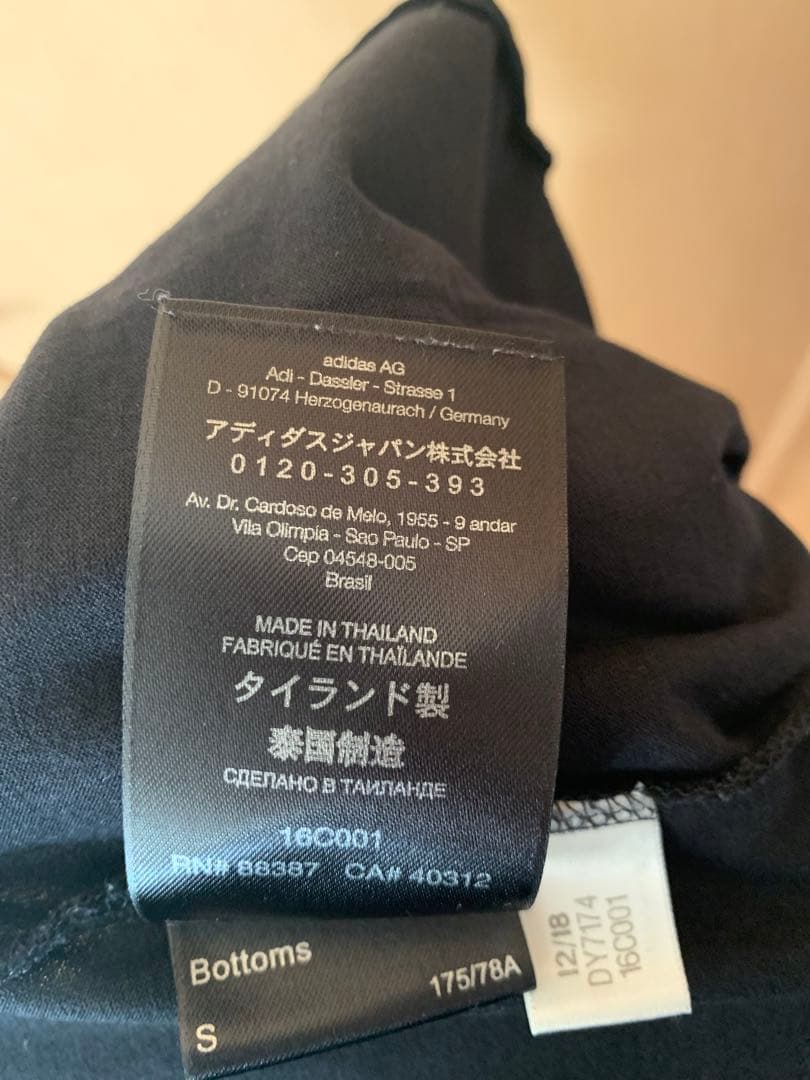 adidas AG
Adi - Dassler - Strasse 1
D - 91074 Herzogenaurach / Germany
アディダスジャパン株式会社
0120-305-393
Av. Dr. Cardoso de Melo, 1955 - 9 andar
Vila Olimpia - Sao Paulo - SP
Cep 04548-005
Brasil
MADE IN THAILAND
FABRIQUÉ EN THAÏLANDE
タイランド製
泰国制造
СДЕЛАНО В ТАИЛАНДЕ
16C001
RN# 88387 CA# 40312
Bottoms
175/78A
S
12/18
DY7174
16C001